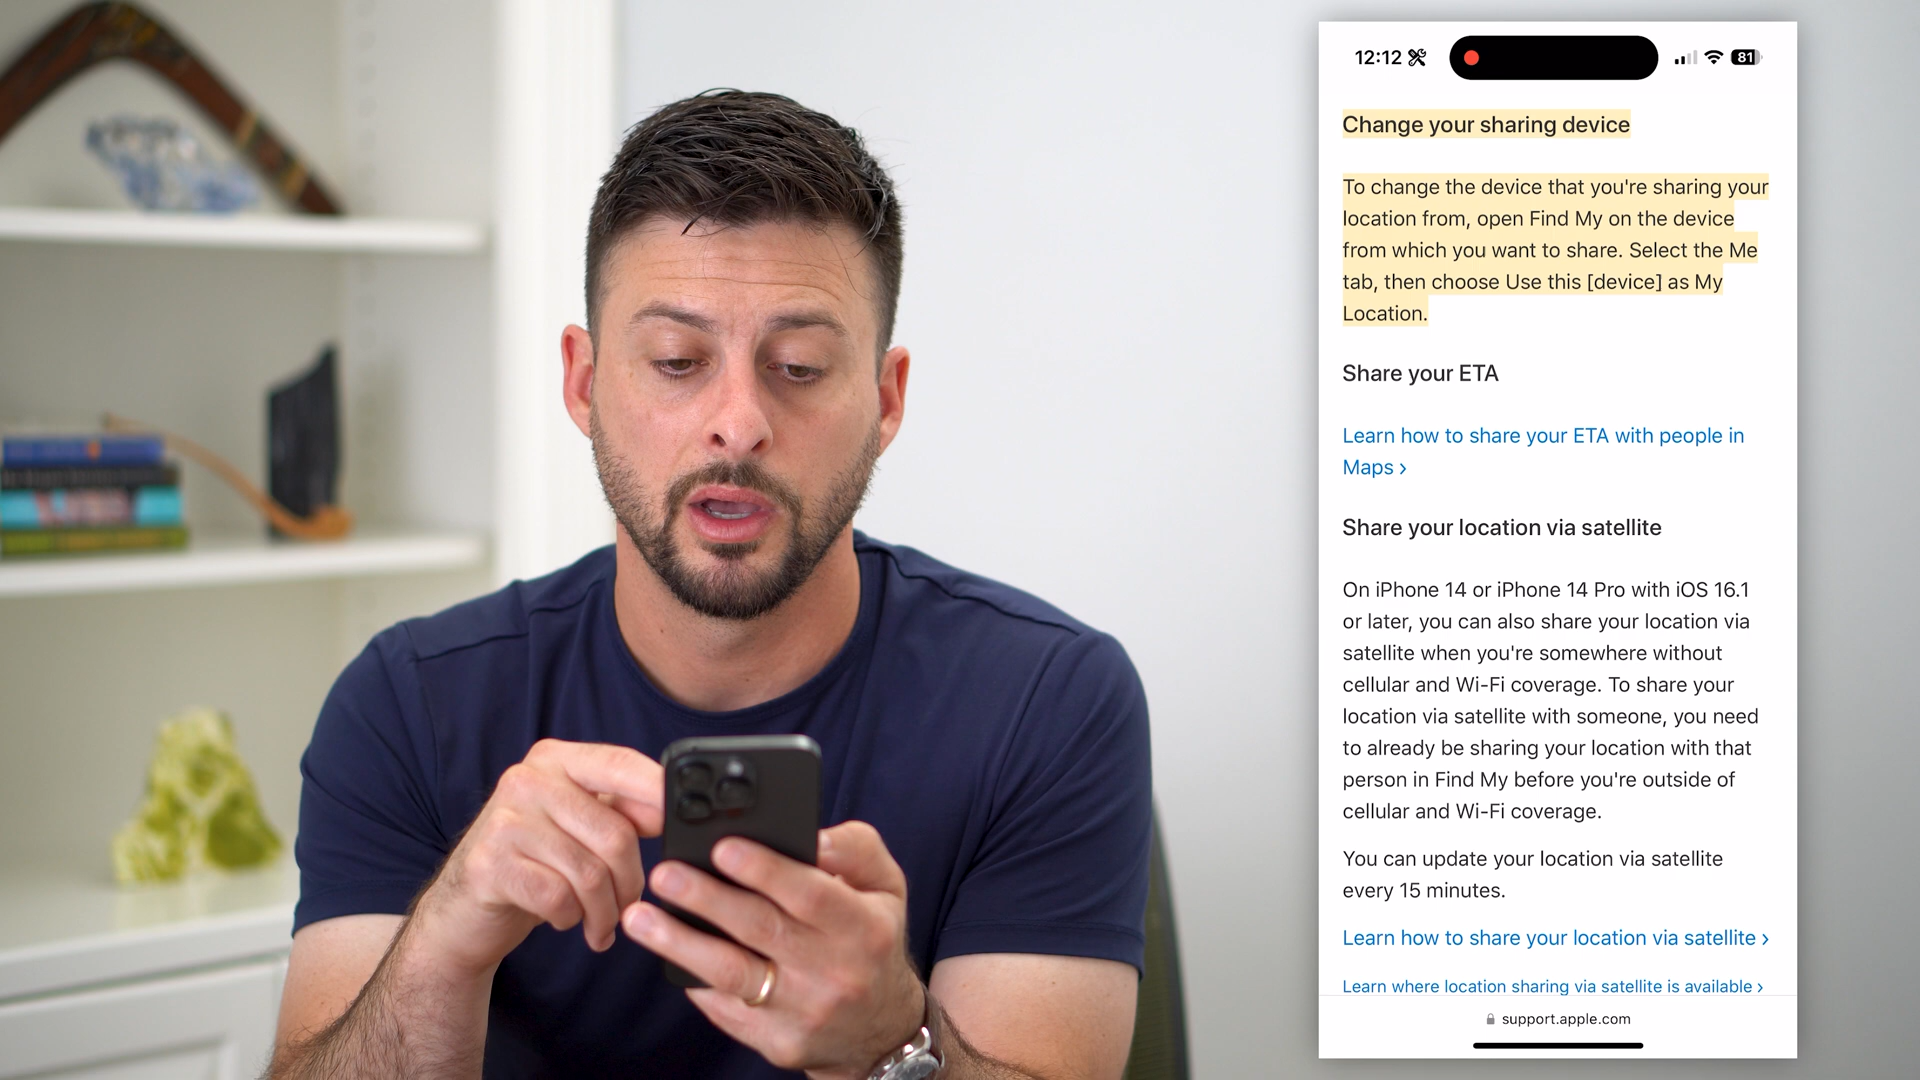 12:12
81
Change your sharing device
To change the device that you're sharing your
location from, open Find My on the device
from which you want to share. Select the Me
tab, then choose Use this [device] as My
Location.
Share your ETA
Learn how to share your ETA with people in
Maps ›
Share your location via satellite
On iPhone 14 or iPhone 14 Pro with iOS 16.1
or later, you can also share your location via
satellite when you're somewhere without
cellular and Wi-Fi coverage. To share your
location via satellite with someone, you need
to already be sharing your location with that
person in Find My before you're outside of
cellular and Wi-Fi coverage.
You can update your location via satellite
every 15 minutes.
Learn how to share your location via satellite ›
Learn where location sharing via satellite is available ›
support.apple.com